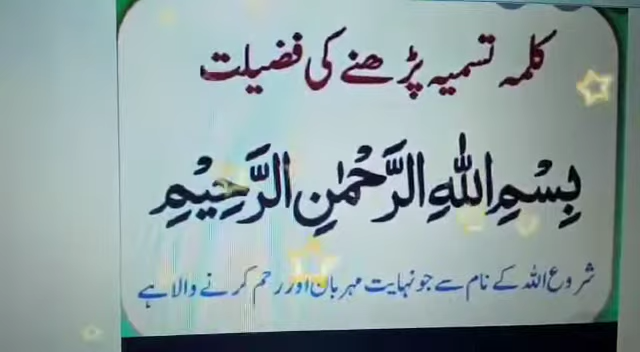 کلمہ تسمیہ پڑھنے کی فضیلت
بِسْمِ اللهِ الرَّحْمٰنِ الرَّحِيْمِ
شروع اللہ کے نام سے جو نہایت مہربان اور رحم کرنے والا ہے